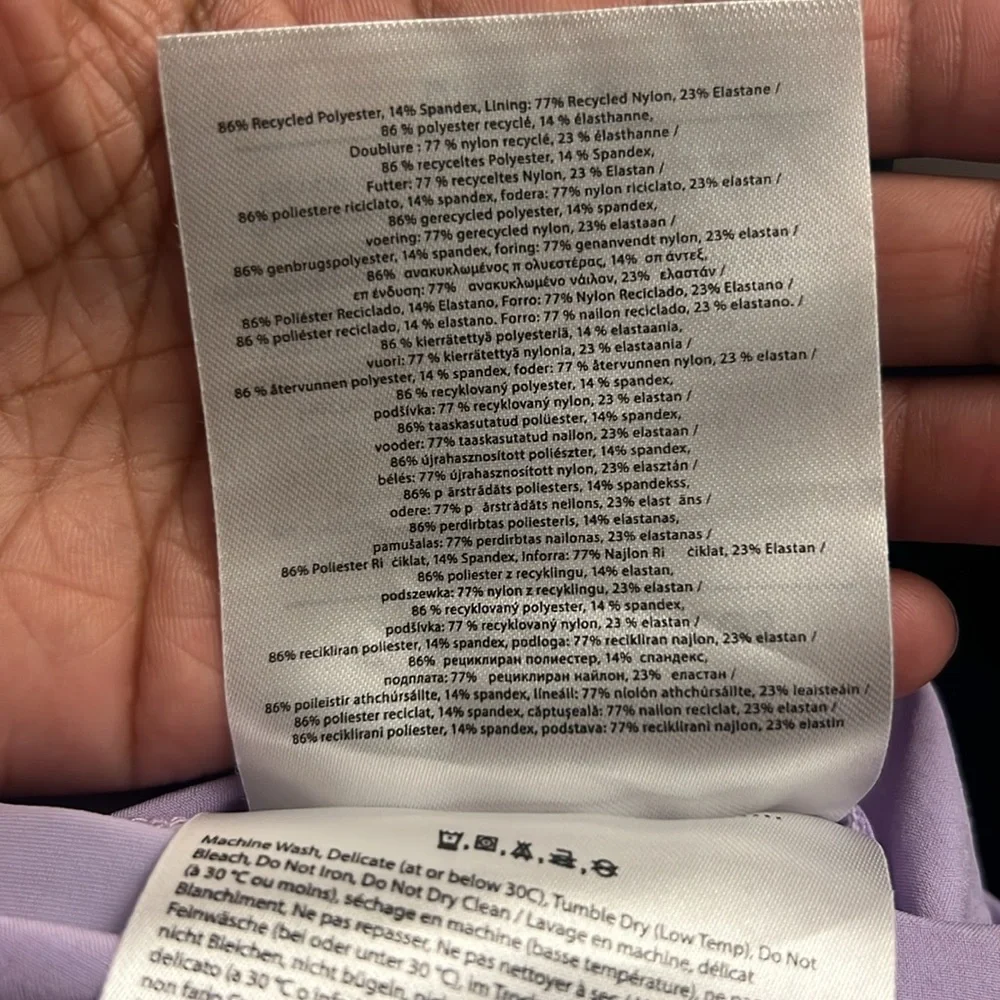 86% Recycled Polyester, 14% Spandex, Lining: 77% Recycled Nylon, 23% Elastane /
86 % polyester recyclé, 14 % élasthanne,
Doublure : 77 % nylon recyclé, 23 % élasthanne /
86 % recyceltes Polyester, 14 % Spandex,
Futter: 77 % recyceltes Nylon, 23 % Elastan /
86% poliestere riciclato, 14% spandex, fodera: 77% nylon riciclato, 23% elastan /
86% gerecycled polyester, 14% spandex,
voering: 77% gerecycled nylon, 23% elastaan /
86% genbrugspolyester, 14% spandex, foring: 77% genanvendt nylon, 23% elastan /
86% ανακυκλωμένος π ολυεστέρας, 14% σπ άντεξ,
επ ένδυση: 77% ανακυκλωμένο νάιλον, 23% ελαστάν /
86% Poliéster Reciclado, 14% Elastano, Forro: 77% Nylon Reciclado, 23% Elastano /
86 % poliéster reciclado, 14 % elastano. Forro: 77 % nailon reciclado, 23 % elastano. /
86 % kierrätettyä polyesteriä, 14 % elastaania,
vuori: 77 % kierrätettyä nylonia, 23 % elastaania /
86 % återvunnen polyester, 14 % spandex, foder: 77 % återvunnen nylon, 23 % elastan /
86 % recyklovaný polyester, 14 % spandex,
podšívka: 77 % recyklovaný nylon, 23 % elastan /
86% taaskasutatud polüester, 14% spandex,
vooder: 77% taaskasutatud nailon, 23% elastaan /
86% újrahasznosított poliészter, 14% spandex,
bélés: 77% újrahasznosított nylon, 23% elasztán /
86% p ārstrādāts poliesters, 14% spandekss,
odere: 77% p ārstrādāts neilons, 23% elast āns /
86% perdirbtas poliesteris, 14% elastanas,
pamušalas: 77% perdirbtas nailonas, 23% elastanas /
86% Poliester Ri ċiklat, 14% Spandex, Inforra: 77% Najlon Ri ċiklat, 23% Elastan /
86% poliester z recyklingu, 14% elastan,
podszewka: 77% nylon z recyklingu, 23% elastan /
86 % recyklovaný polyester, 14 % spandex,
podšívka: 77 % recyklovaný nylon, 23 % elastan /
86% recikliran poliester, 14% spandex, podloga: 77% recikliran najlon, 23% elastan /
86% рециклиран полиестер, 14% спандекс,
подплата: 77% рециклиран найлон, 23% еластан /
86% poileistir athchúrsáilte, 14% spandex, líneáil: 77% níolón athchúrsáilte, 23% leaisteáin /
86% poliester reciclat, 14% spandex, căptușeală: 77% nailon reciclat, 23% elastan /
86% reciklirani poliester, 14% spandex, podstava: 77% reciklirani najlon, 23% elastin
Machine Wash, Delicate (at or below 30C), Tumble Dry (Low Temp), Do Not
Bleach, Do Not Iron, Do Not Dry Clean / Lavage en machine, délicat
(à 30 °C ou moins), séchage en machine (basse température), ne pas
Blanchiment, Ne pas repasser, Ne pas nettoyer à sec
Feinwäsche (bei oder unter 30 °C), im
nicht Bleichen, nicht bügeln,
delicato (a 30 °C o
non